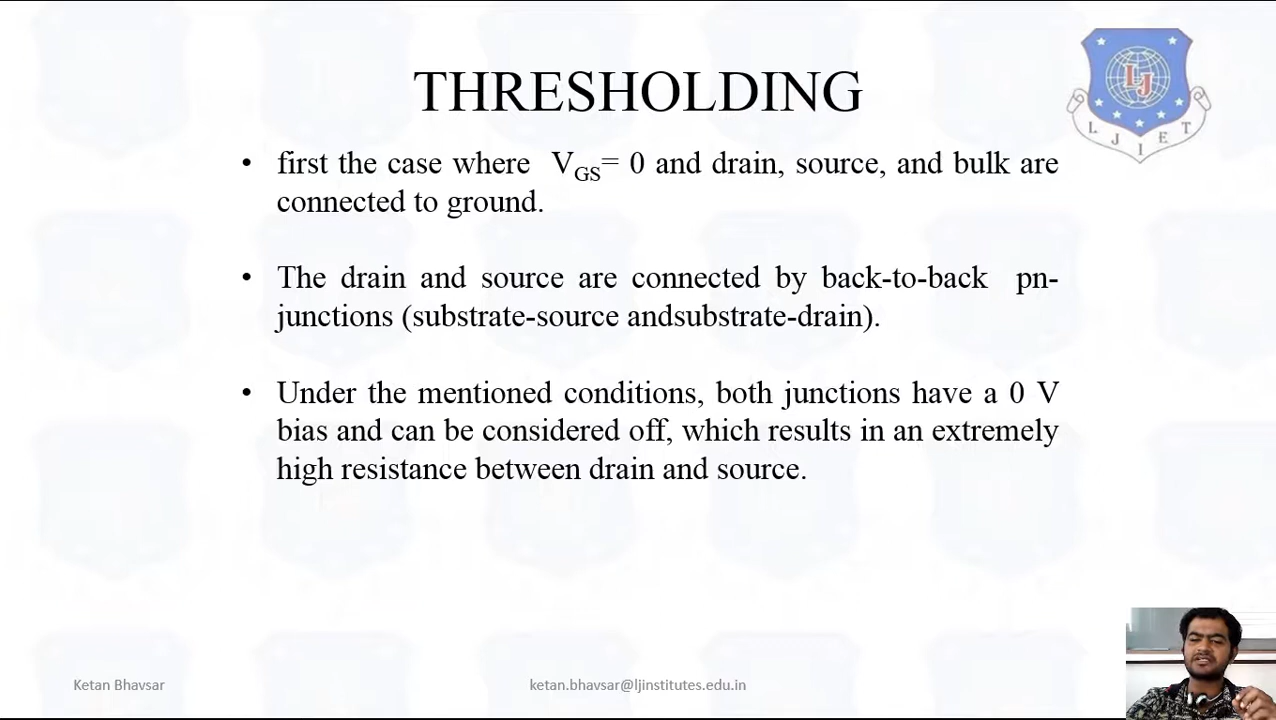 THRESHOLDING
LJ
L J I E T
• first the case where VGS= 0 and drain, source, and bulk are
connected to ground.
• The drain and source are connected by back-to-back pn-
junctions (substrate-source andsubstrate-drain).
• Under the mentioned conditions, both junctions have a 0 V
bias and can be considered off, which results in an extremely
high resistance between drain and source.
Ketan Bhavsar
ketan.bhavsar@ljinstitutes.edu.in